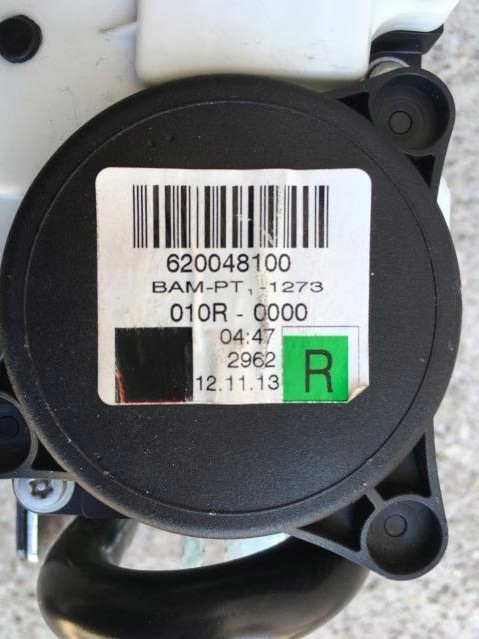 620048100
BAM-PT,-1273
010R - 0000
04:47
2962
12.11.13
R